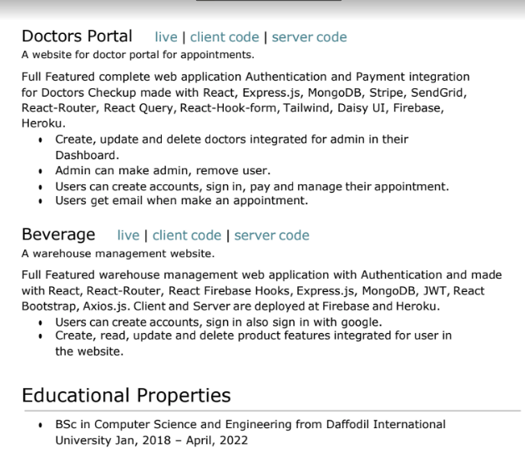 Doctors Portal live | client code | server code
A website for doctor portal for appointments.
Full Featured complete web application Authentication and Payment integration
for Doctors Checkup made with React, Express.js, MongoDB, Stripe, SendGrid,
React-Router, React Query, React-Hook-form, Tailwind, Daisy UI, Firebase,
Heroku.
• Create, update and delete doctors integrated for admin in their
Dashboard.
• Admin can make admin, remove user.
• Users can create accounts, sign in, pay and manage their appointment.
• Users get email when make an appointment.
Beverage live | client code | server code
A warehouse management website.
Full Featured warehouse management web application with Authentication and made
with React, React-Router, React Firebase Hooks, Express.js, MongoDB, JWT, React
Bootstrap, Axios.js. Client and Server are deployed at Firebase and Heroku.
• Users can create accounts, sign in also sign in with google.
• Create, read, update and delete product features integrated for user in
the website.
Educational Properties
• BSc in Computer Science and Engineering from Daffodil International
University Jan, 2018 – April, 2022